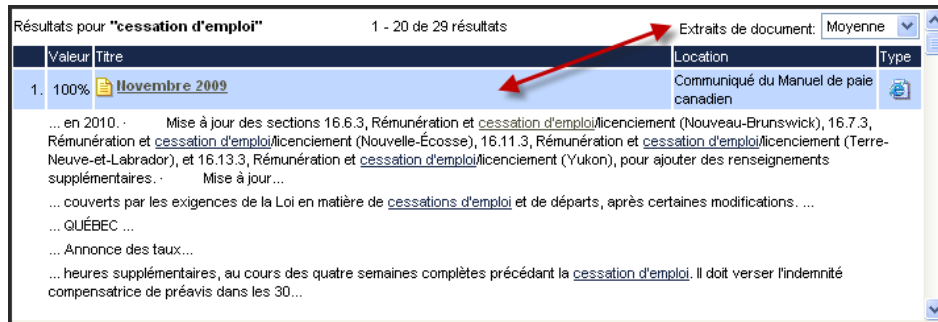 Résultats pour "cessation d'emploi" 1 - 20 de 29 résultats Extraits de document: Moyenne
Valeur Titre Location Type
1. 100% Novembre 2009 Communiqué du Manuel de paie canadien
... en 2010. · Mise à jour des sections 16.6.3, Rémunération et cessation d'emploi/licenciement (Nouveau-Brunswick), 16.7.3,
Rémunération et cessation d'emploi/licenciement (Nouvelle-Écosse), 16.11.3, Rémunération et cessation d'emploi/licenciement (Terre-
Neuve-et-Labrador), et 16.13.3, Rémunération et cessation d'emploi/licenciement (Yukon), pour ajouter des renseignements
supplémentaires. · Mise à jour...
... couverts par les exigences de la Loi en matière de cessations d'emploi et de départs, après certaines modifications. ...
... QUÉBEC ...
... Annonce des taux...
... heures supplémentaires, au cours des quatre semaines complètes précédant la cessation d'emploi. Il doit verser l'indemnité
compensatrice de préavis dans les 30...